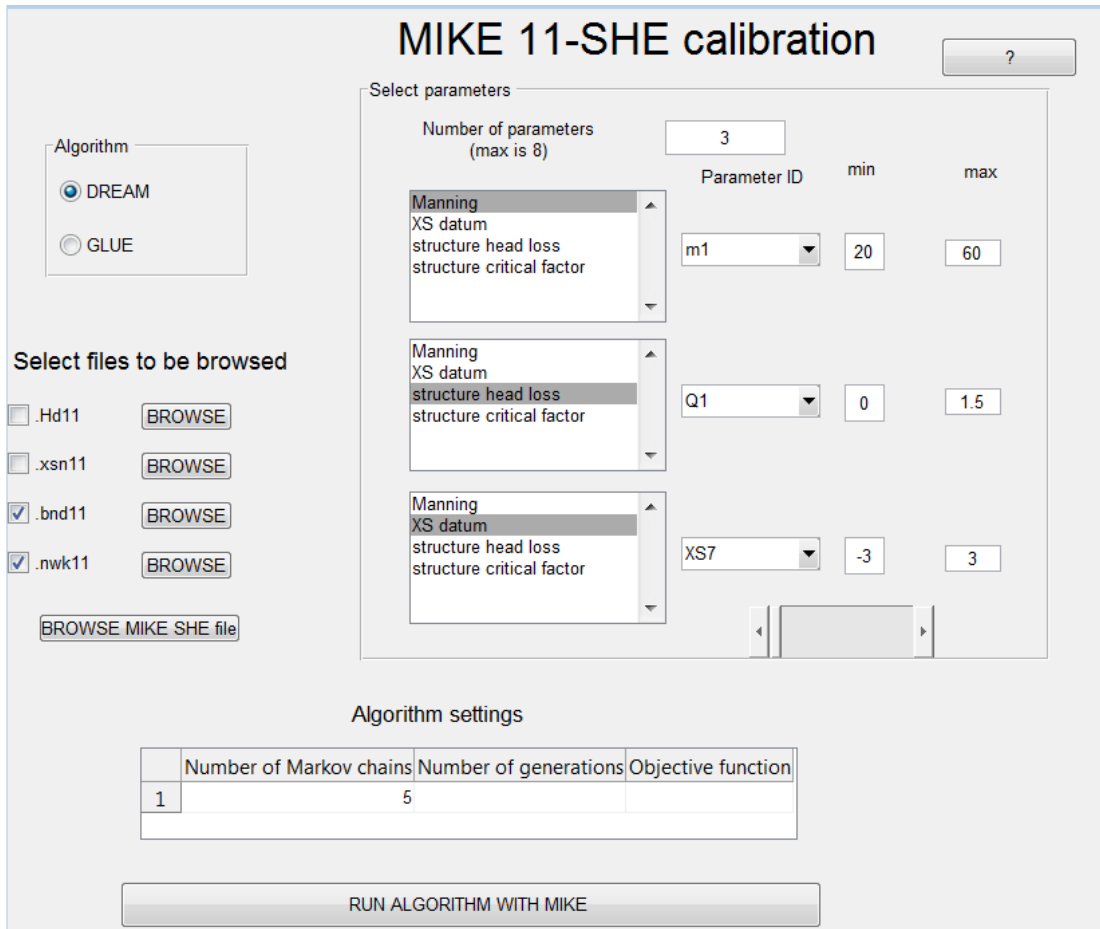 MIKE 11-SHE calibration
?
Algorithm
DREAM
GLUE
Select files to be browsed
.Hd11 BROWSE
.xsn11 BROWSE
.bnd11 BROWSE
.nwk11 BROWSE
BROWSE MIKE SHE file
Select parameters
Number of parameters
(max is 8)
3
Parameter ID min max
Manning
XS datum
structure head loss
structure critical factor
m1 20 60
Manning
XS datum
structure head loss
structure critical factor
Q1 0 1.5
Manning
XS datum
structure head loss
structure critical factor
XS7 -3 3
Algorithm settings
Number of Markov chains Number of generations Objective function
1 5
RUN ALGORITHM WITH MIKE